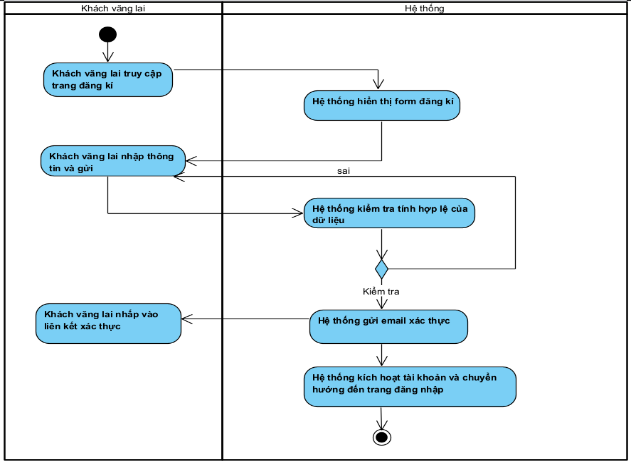 Khách vãng lai
Hệ thống
Khách vãng lai truy cập
trang đăng kí
Hệ thống hiển thị form đăng kí
Khách vãng lai nhập thông
tin và gửi
sai
Hệ thống kiểm tra tính hợp lệ của
dữ liệu
Kiểm tra
Khách vãng lai nhấp vào
liên kết xác thực
Hệ thống gửi email xác thực
Hệ thống kích hoạt tài khoản và chuyển
hướng đến trang đăng nhập